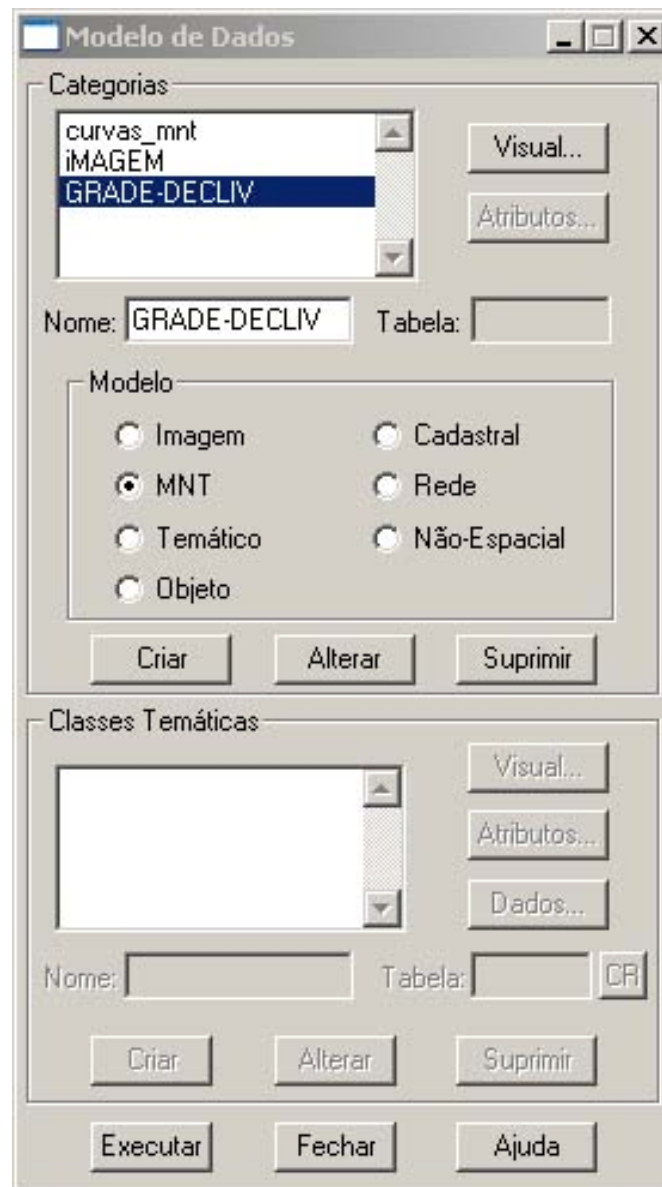 Modelo de Dados
Categorias
curvas_mnt
iMAGEM
GRADE-DECLIV
Visual...
Atributos...
Nome: GRADE-DECLIV Tabela:
Modelo
Imagem Cadastral
MNT Rede
Temático Não-Espacial
Objeto
Criar Alterar Suprimir
Classes Temáticas
Visual...
Atributos...
Dados...
Nome: Tabela: CR
Criar Alterar Suprimir
Executar Fechar Ajuda